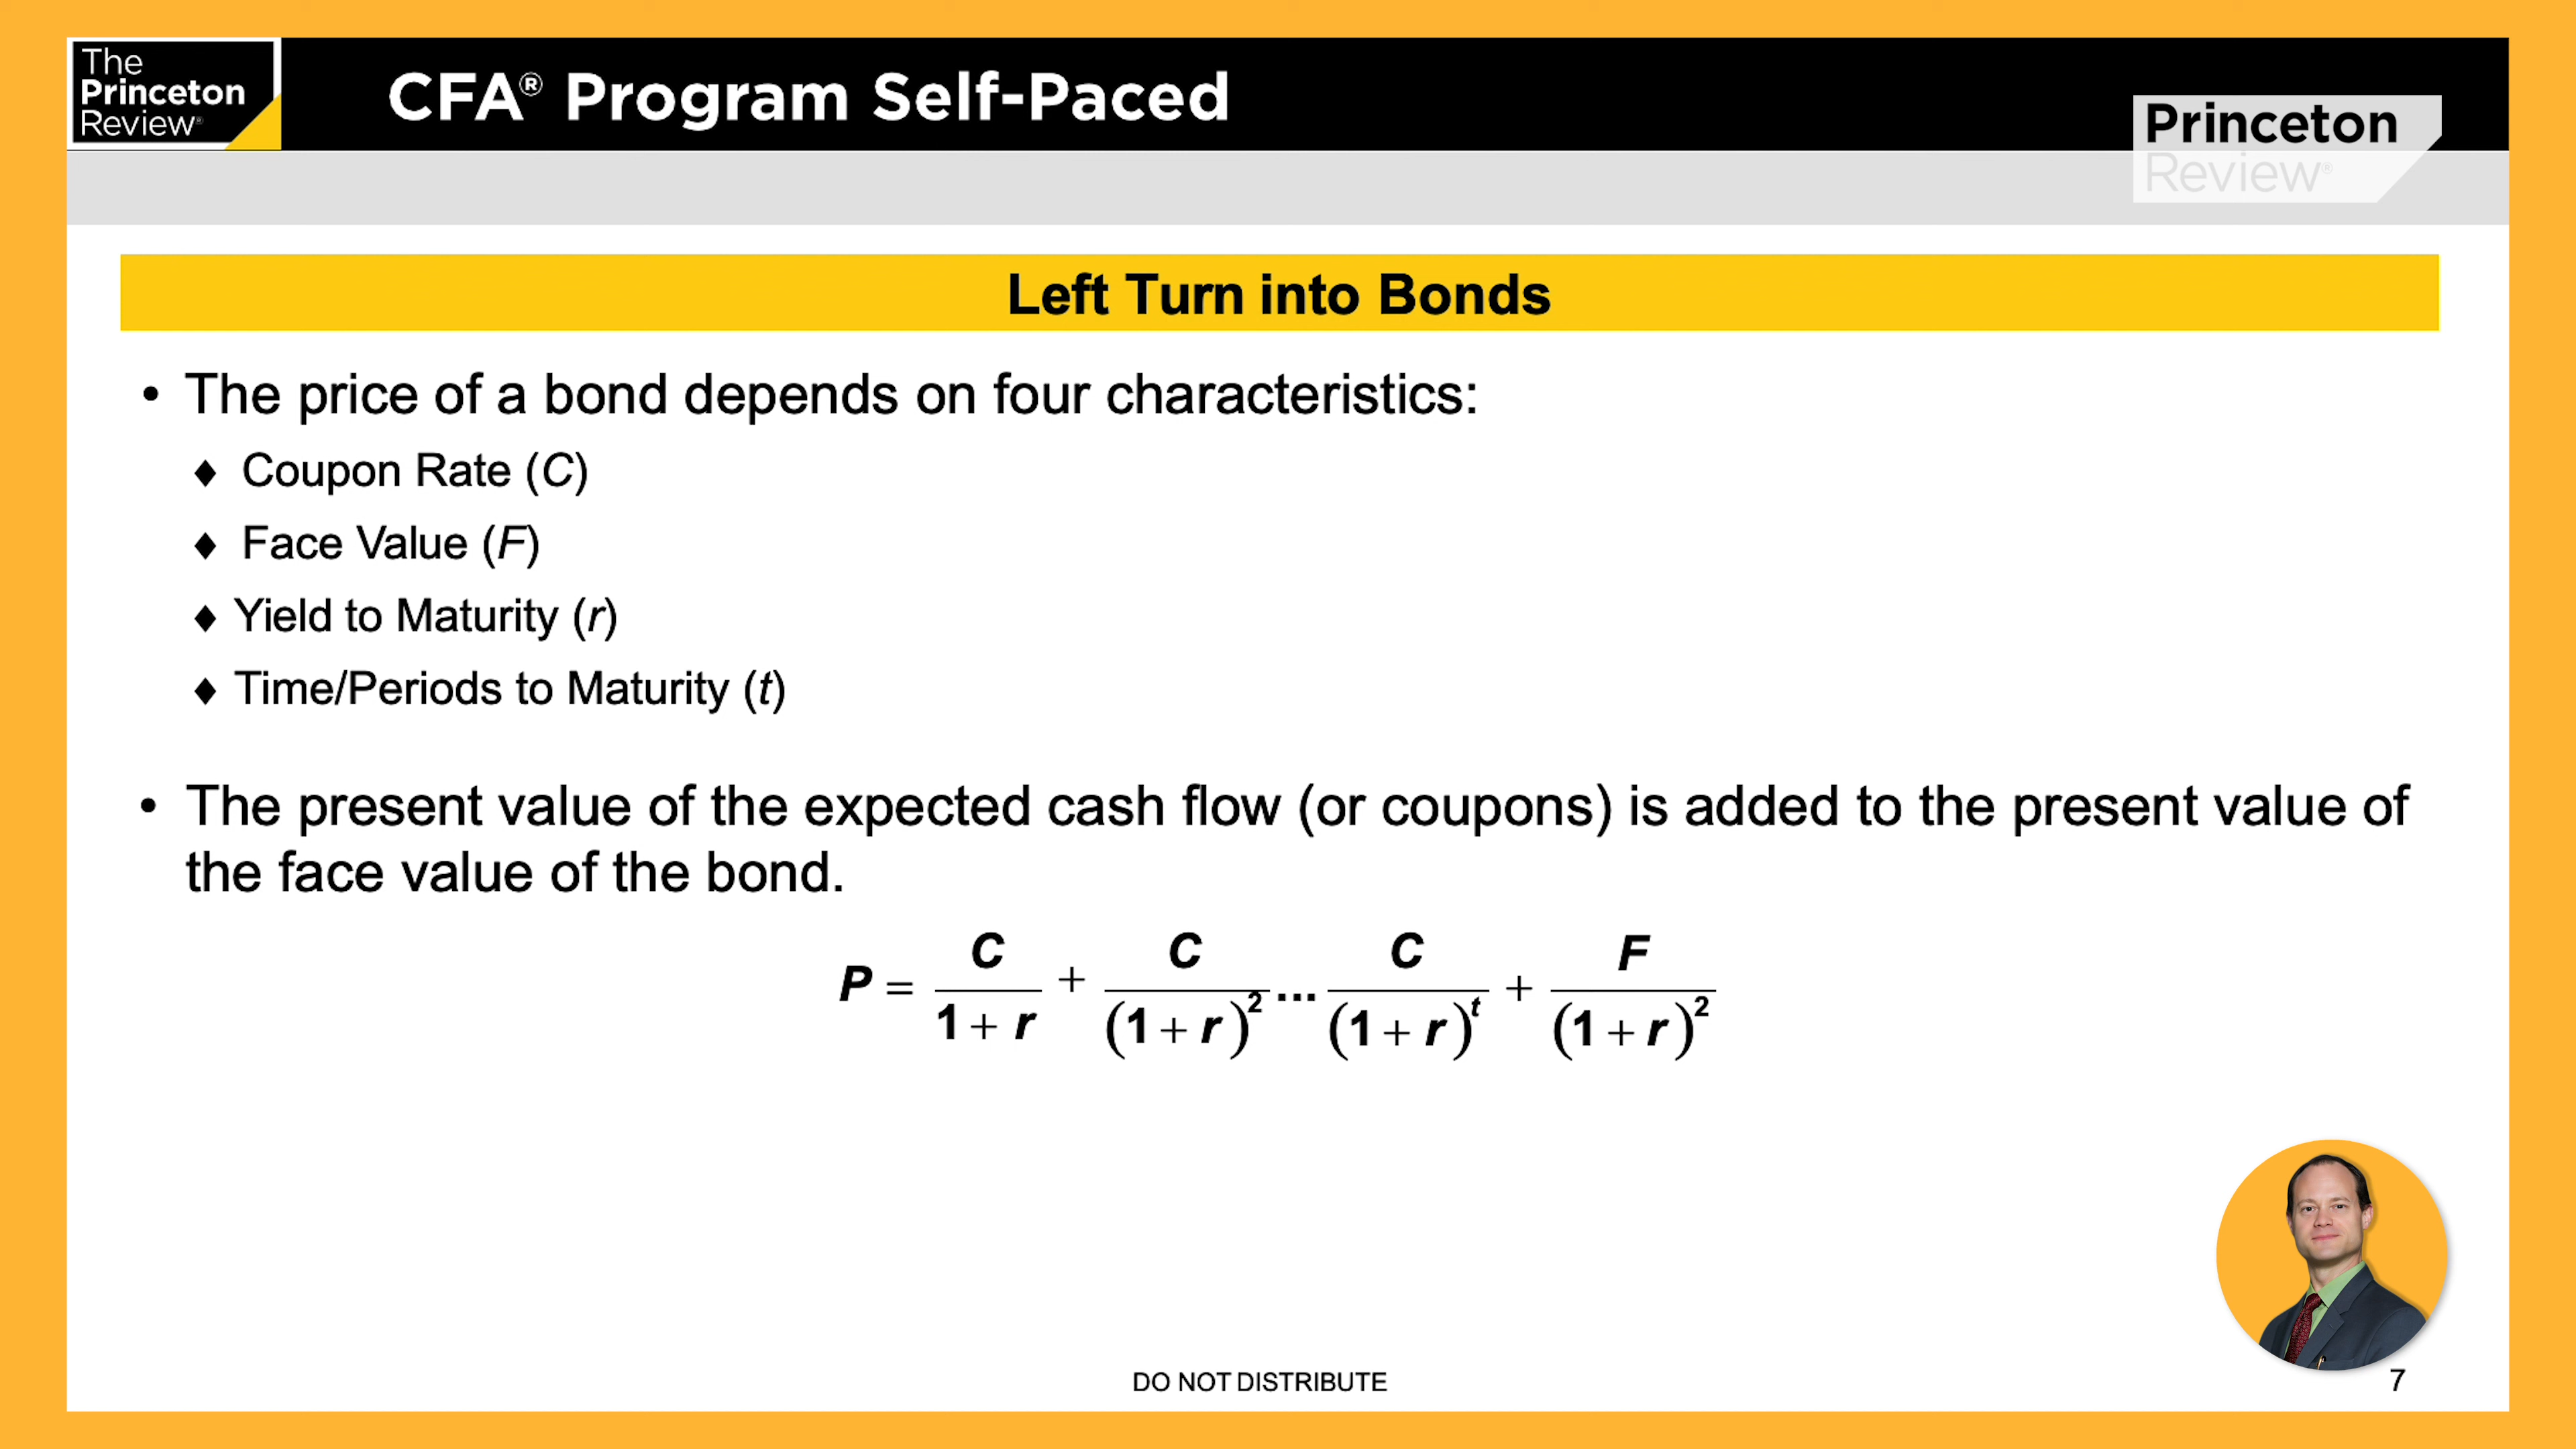 The
Princeton
Review®
CFA® Program Self-Paced
Princeton
Review®
Left Turn into Bonds
• The price of a bond depends on four characteristics:
♦ Coupon Rate (C)
♦ Face Value (F)
♦ Yield to Maturity (r)
♦ Time/Periods to Maturity (t)
• The present value of the expected cash flow (or coupons) is added to the present value of
the face value of the bond.
P = C/(1 + r) + C/(1 + r)^2 ... C/(1 + r)^t + F/(1 + r)^2
DO NOT DISTRIBUTE
7